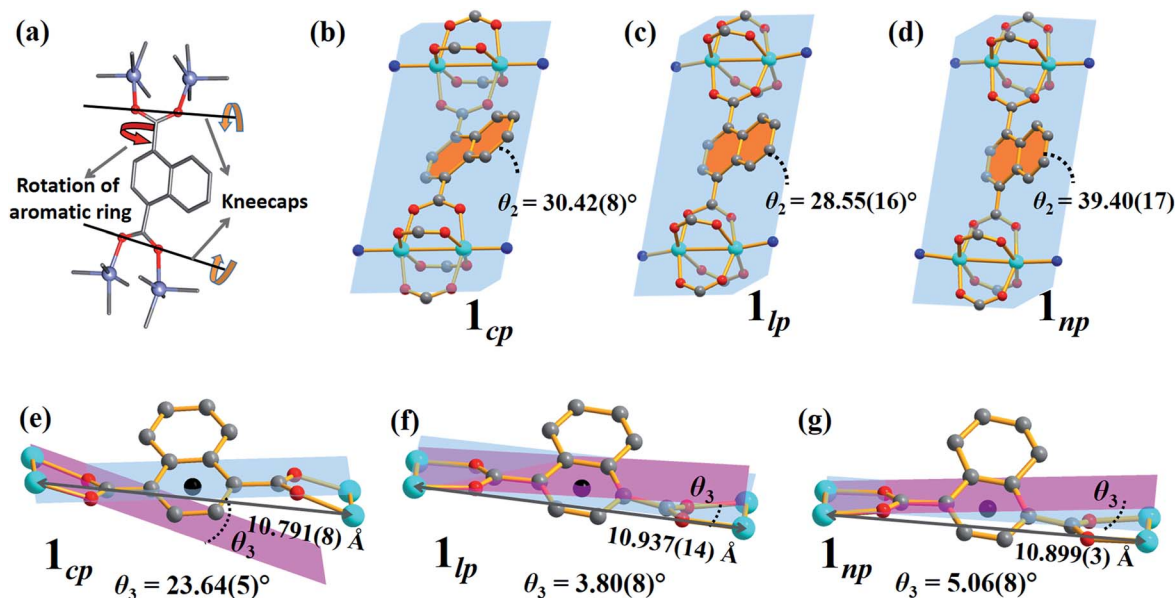 (a)
Rotation of
aromatic ring
Kneecaps
(b)
θ2 = 30.42(8)°
1cp
(c)
θ2 = 28.55(16)°
1lp
(d)
θ2 = 39.40(17)
1np
(e)
10.791(8) Å
θ3
1cp
θ3 = 23.64(5)°
(f)
θ3
10.937(14) Å
1lp
θ3 = 3.80(8)°
(g)
θ3
10.899(3) Å
1np
θ3 = 5.06(8)°